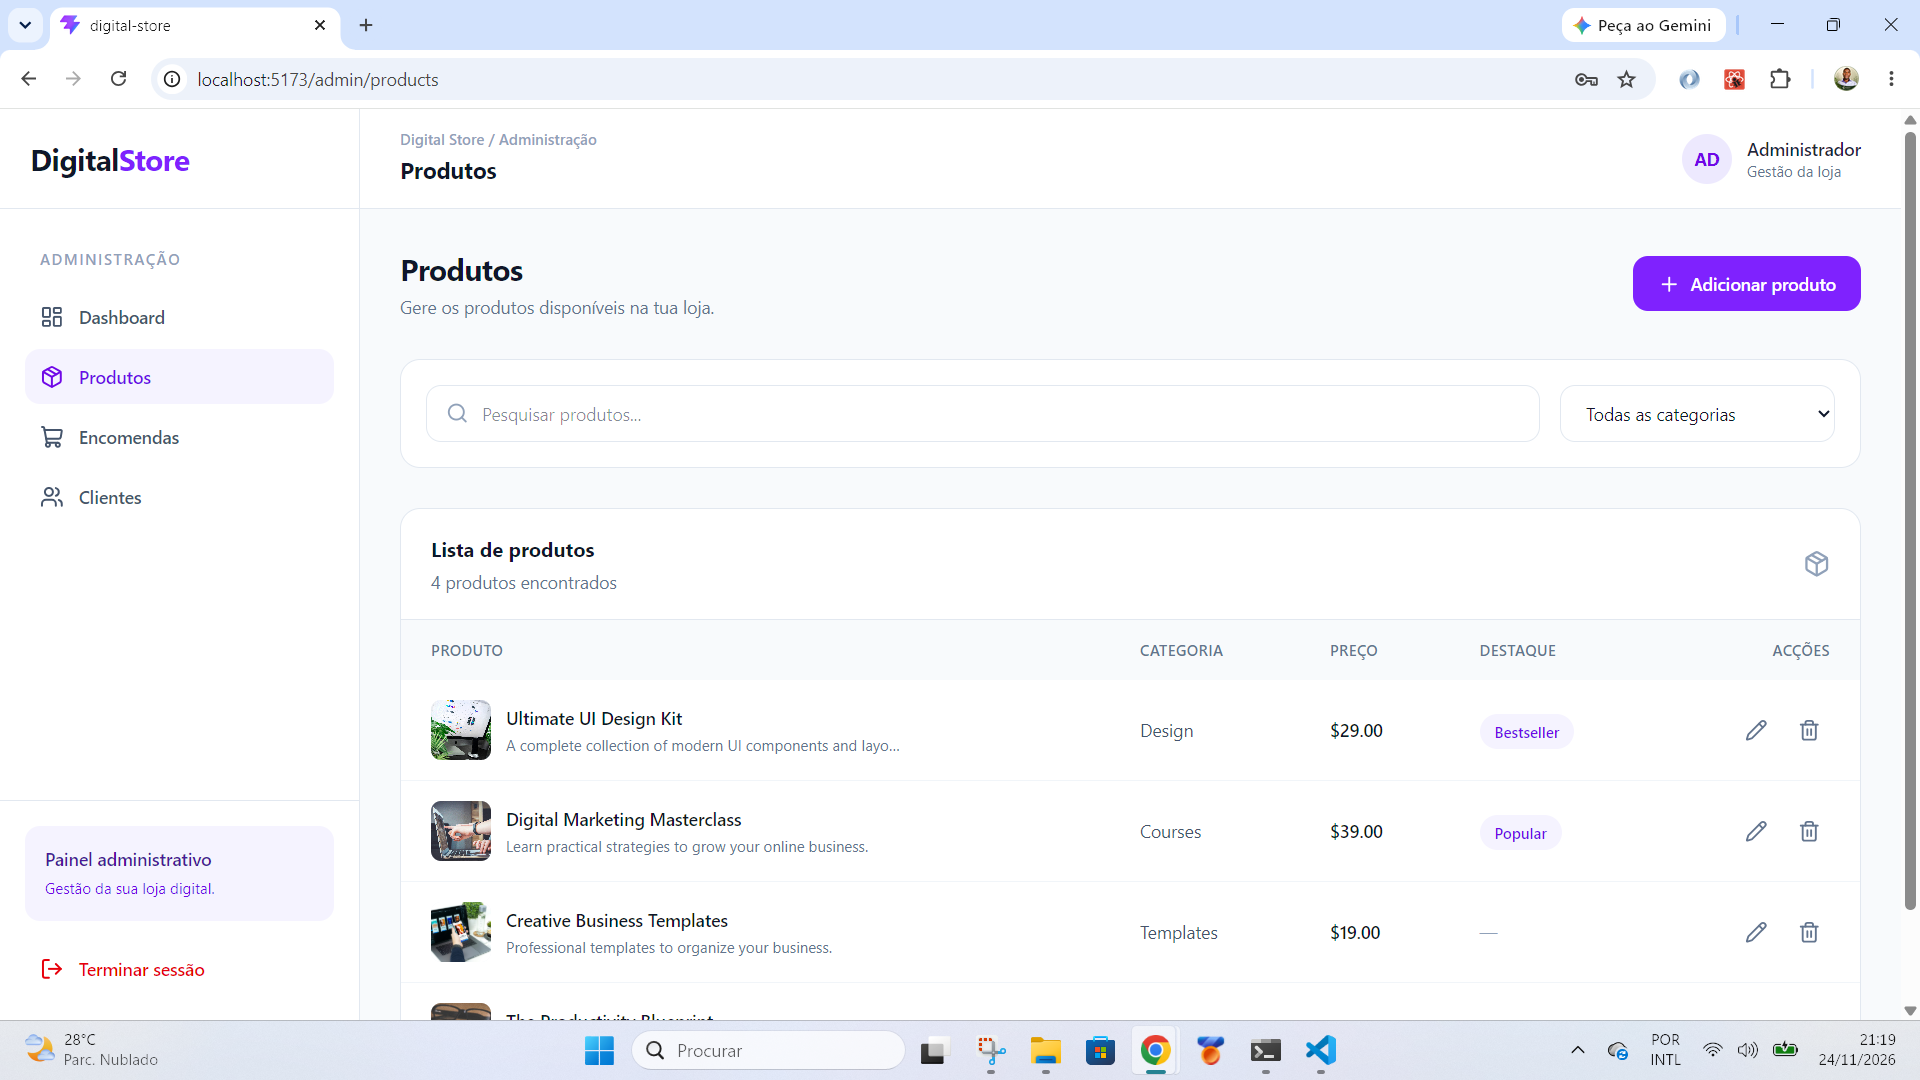 digital-store
Peça ao Gemini
localhost:5173/admin/products
DigitalStore
Digital Store / Administração
Produtos
AD
Administrador
Gestão da loja
ADMINISTRAÇÃO
Dashboard
Produtos
Encomendas
Clientes
Painel administrativo
Gestão da sua loja digital.
Terminar sessão
Produtos
Gere os produtos disponíveis na tua loja.
Adicionar produto
Pesquisar produtos...
Todas as categorias
Lista de produtos
4 produtos encontrados
PRODUTO CATEGORIA PREÇO DESTAQUE ACÇÕES
Ultimate UI Design Kit
A complete collection of modern UI components and layo...
Design $29.00 Bestseller
Digital Marketing Masterclass
Learn practical strategies to grow your online business.
Courses $39.00 Popular
Creative Business Templates
Professional templates to organize your business.
Templates $19.00 —
The Productivity Blueprint
28°C
Parc. Nublado
Procurar
POR
INTL
21:19
24/11/2026